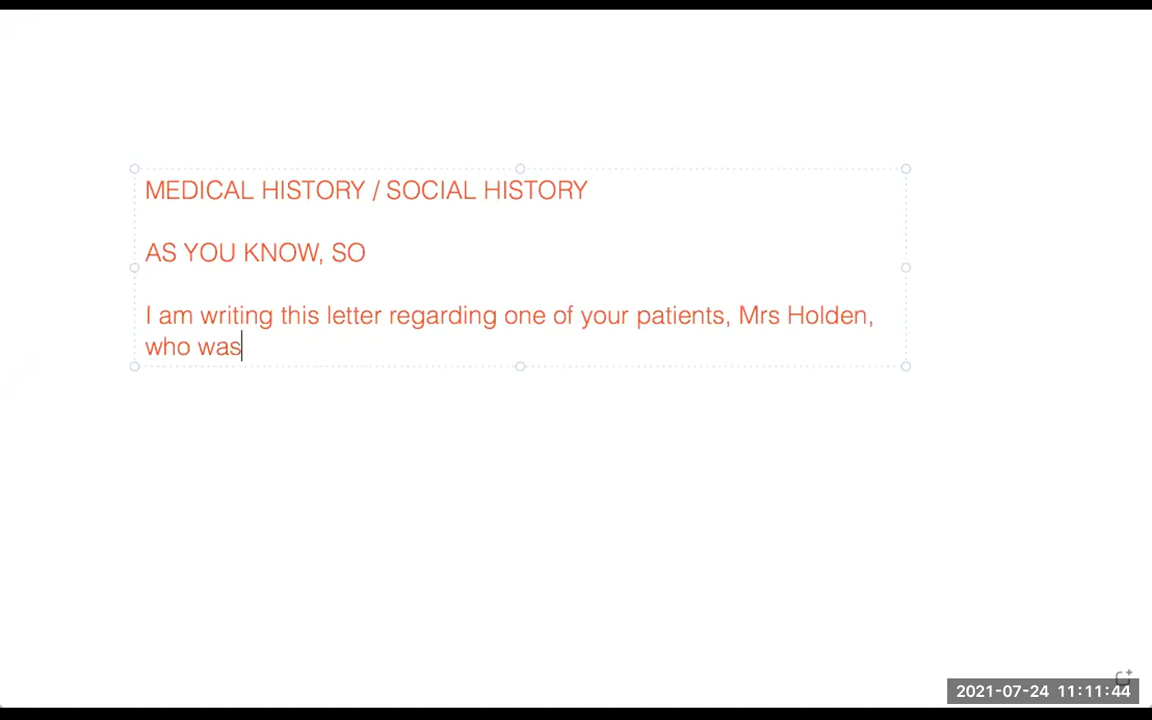 MEDICAL HISTORY / SOCIAL HISTORY
AS YOU KNOW, SO
I am writing this letter regarding one of your patients, Mrs Holden,
who was
2021-07-24 11:11:44